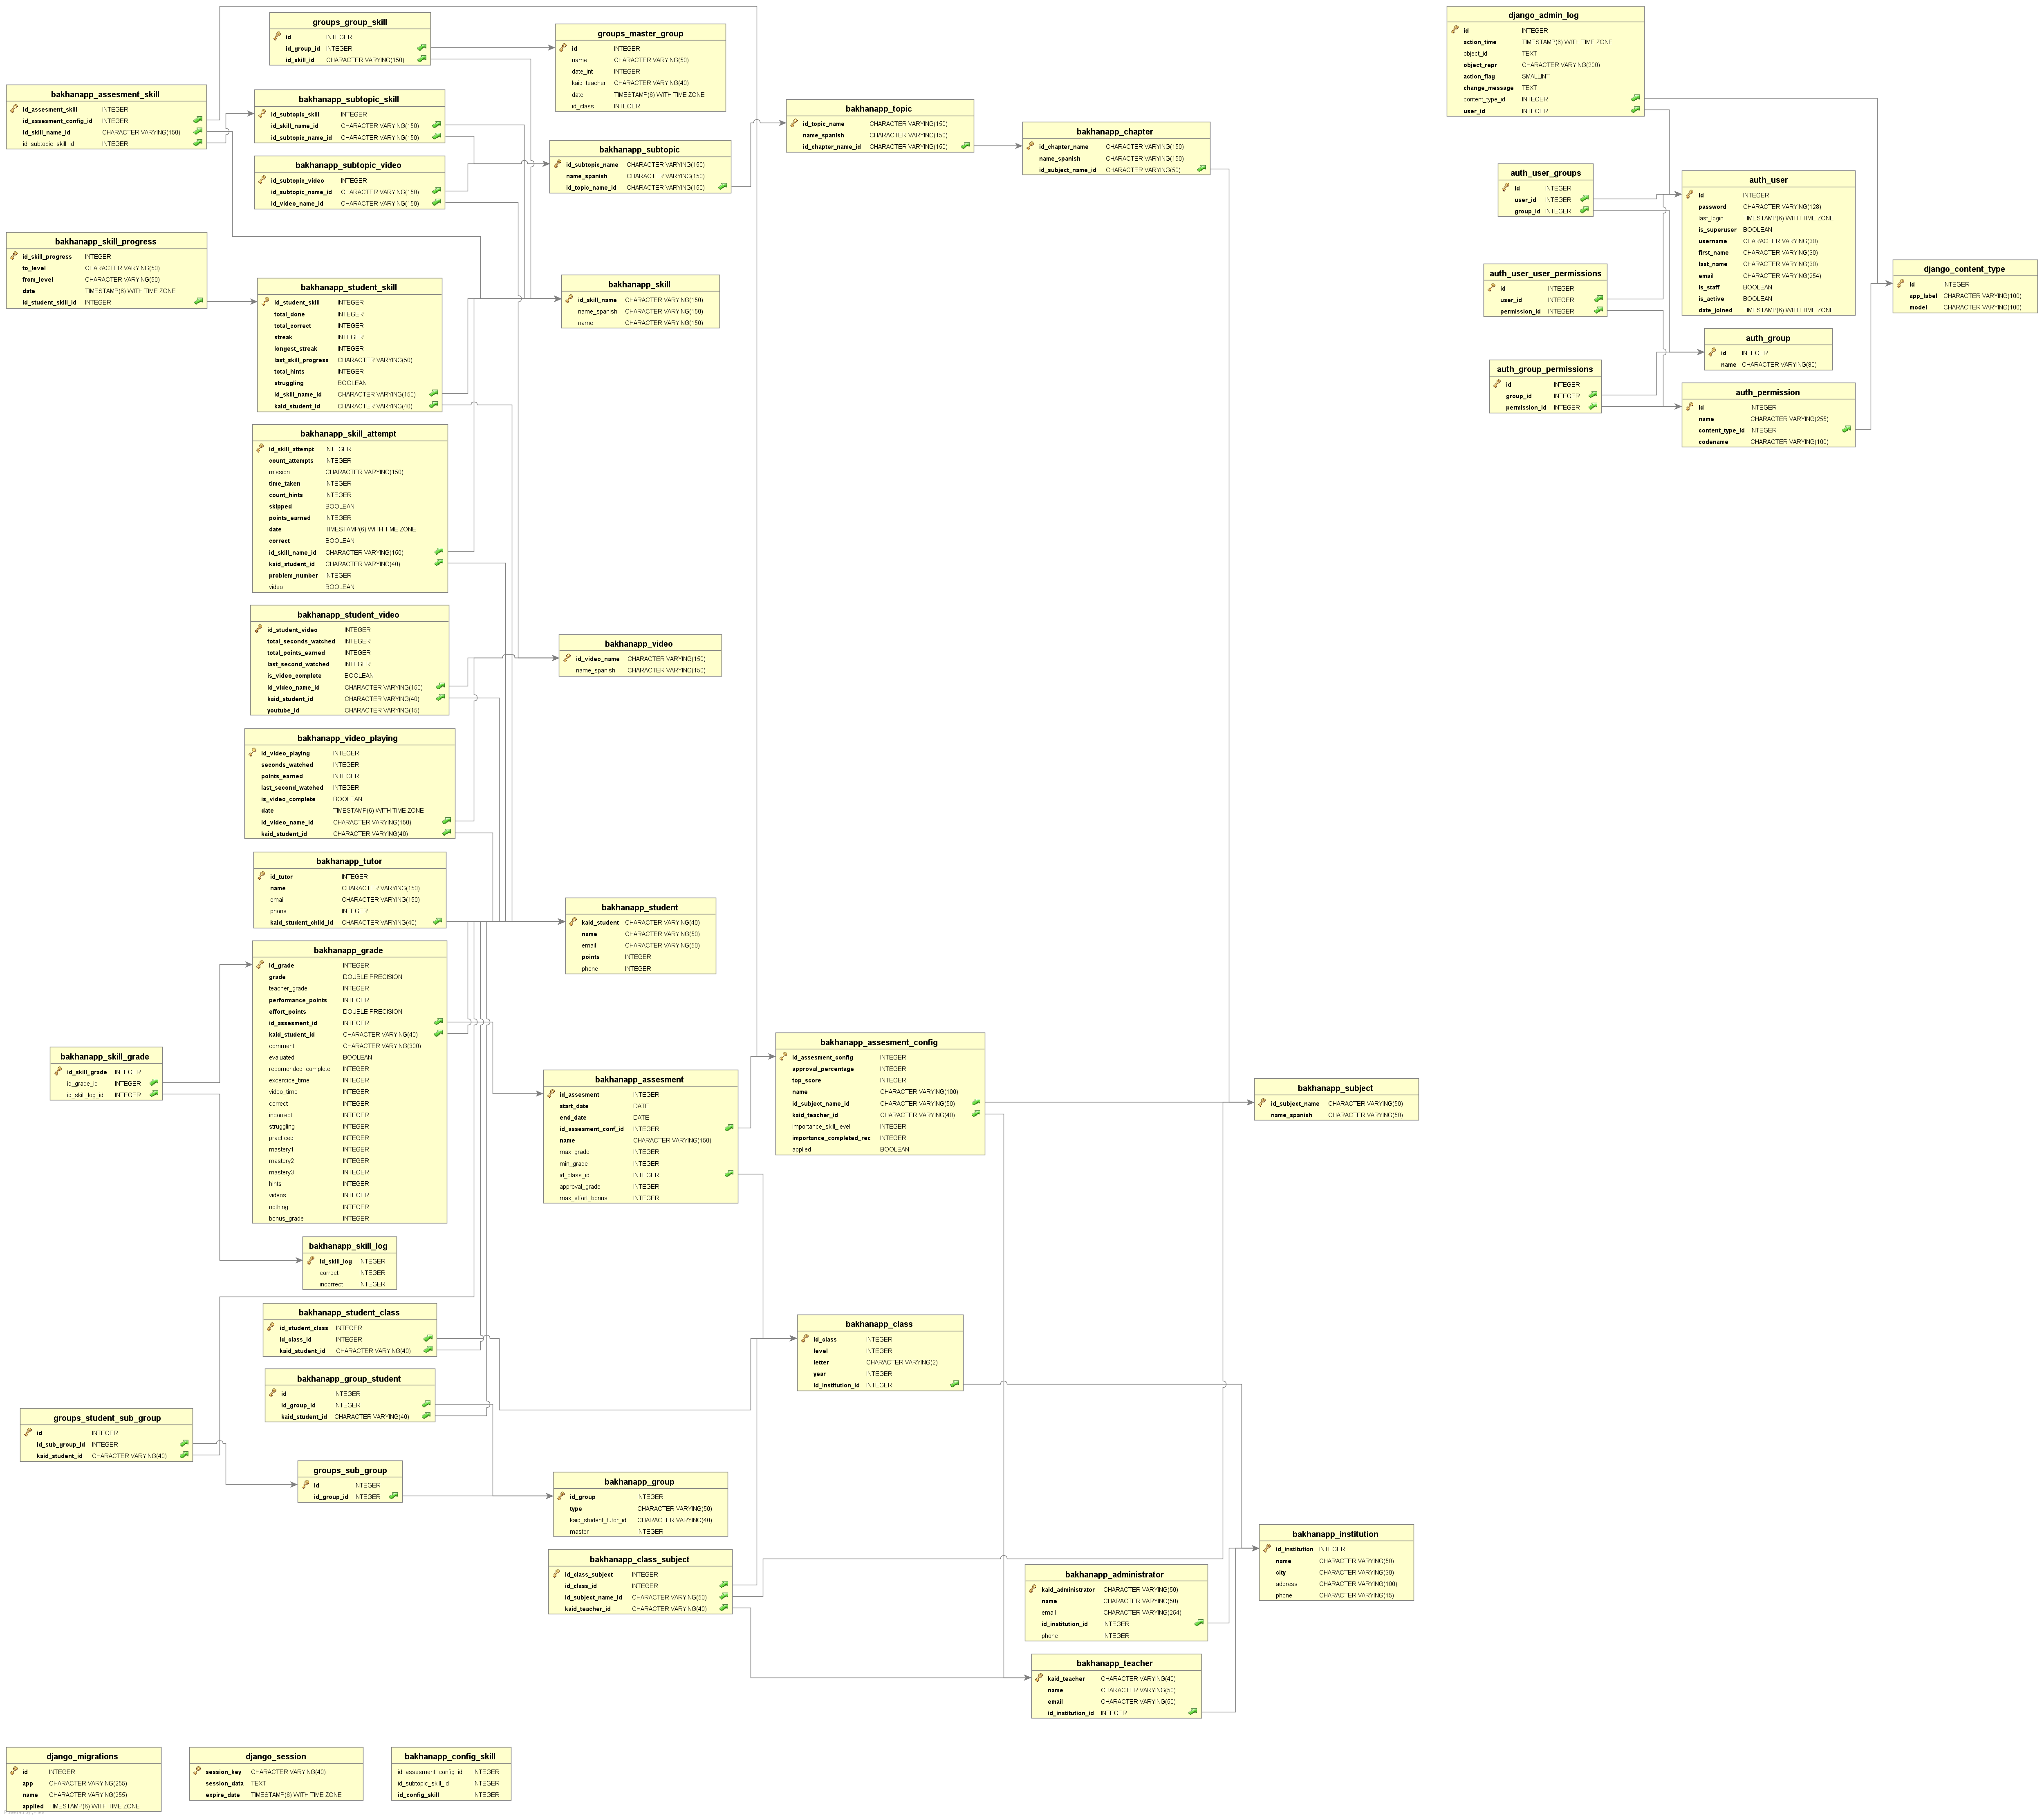 groups_group_skill
id INTEGER
id_group_id INTEGER
id_skill_id CHARACTER VARYING(150)
groups_master_group
id INTEGER
name CHARACTER VARYING(50)
date_int INTEGER
kaid_teacher CHARACTER VARYING(40)
date TIMESTAMP(6) WITH TIME ZONE
id_class INTEGER
django_admin_log
id INTEGER
action_time TIMESTAMP(6) WITH TIME ZONE
object_id TEXT
object_repr CHARACTER VARYING(200)
action_flag SMALLINT
change_message TEXT
content_type_id INTEGER
user_id INTEGER
bakhanapp_assesment_skill
id_assesment_skill INTEGER
id_assesment_config_id INTEGER
id_skill_name_id CHARACTER VARYING(150)
id_subtopic_skill_id INTEGER
bakhanapp_subtopic_skill
id_subtopic_skill INTEGER
id_skill_name_id CHARACTER VARYING(150)
id_subtopic_name_id CHARACTER VARYING(150)
bakhanapp_subtopic_video
id_subtopic_video INTEGER
id_subtopic_name_id CHARACTER VARYING(150)
id_video_name_id CHARACTER VARYING(150)
bakhanapp_subtopic
id_subtopic_name CHARACTER VARYING(150)
name_spanish CHARACTER VARYING(150)
id_topic_name_id CHARACTER VARYING(150)
bakhanapp_topic
id_topic_name CHARACTER VARYING(150)
name_spanish CHARACTER VARYING(150)
id_chapter_name_id CHARACTER VARYING(150)
bakhanapp_chapter
id_chapter_name CHARACTER VARYING(150)
name_spanish CHARACTER VARYING(150)
id_subject_name_id CHARACTER VARYING(50)
auth_user_groups
id INTEGER
user_id INTEGER
group_id INTEGER
auth_user
id INTEGER
password CHARACTER VARYING(128)
last_login TIMESTAMP(6) WITH TIME ZONE
is_superuser BOOLEAN
username CHARACTER VARYING(30)
first_name CHARACTER VARYING(30)
last_name CHARACTER VARYING(30)
email CHARACTER VARYING(254)
is_staff BOOLEAN
is_active BOOLEAN
date_joined TIMESTAMP(6) WITH TIME ZONE
auth_user_user_permissions
id INTEGER
user_id INTEGER
permission_id INTEGER
django_content_type
id INTEGER
app_label CHARACTER VARYING(100)
model CHARACTER VARYING(100)
auth_group
id INTEGER
name CHARACTER VARYING(80)
auth_group_permissions
id INTEGER
group_id INTEGER
permission_id INTEGER
auth_permission
id INTEGER
name CHARACTER VARYING(255)
content_type_id INTEGER
codename CHARACTER VARYING(100)
bakhanapp_skill_progress
id_skill_progress INTEGER
to_level CHARACTER VARYING(50)
from_level CHARACTER VARYING(50)
date TIMESTAMP(6) WITH TIME ZONE
id_student_skill_id INTEGER
bakhanapp_student_skill
id_student_skill INTEGER
total_done INTEGER
total_correct INTEGER
streak INTEGER
longest_streak INTEGER
last_skill_progress CHARACTER VARYING(50)
total_hints INTEGER
struggling BOOLEAN
id_skill_name_id CHARACTER VARYING(150)
kaid_student_id CHARACTER VARYING(40)
bakhanapp_skill
id_skill_name CHARACTER VARYING(150)
name_spanish CHARACTER VARYING(150)
name CHARACTER VARYING(150)
bakhanapp_skill_attempt
id_skill_attempt INTEGER
count_attempts INTEGER
mission CHARACTER VARYING(150)
time_taken INTEGER
count_hints INTEGER
skipped BOOLEAN
points_earned INTEGER
date TIMESTAMP(6) WITH TIME ZONE
correct BOOLEAN
id_skill_name_id CHARACTER VARYING(150)
kaid_student_id CHARACTER VARYING(40)
problem_number INTEGER
video BOOLEAN
bakhanapp_student_video
id_student_video INTEGER
total_seconds_watched INTEGER
total_points_earned INTEGER
last_second_watched INTEGER
is_video_complete BOOLEAN
id_video_name_id CHARACTER VARYING(150)
kaid_student_id CHARACTER VARYING(40)
youtube_id CHARACTER VARYING(15)
bakhanapp_video
id_video_name CHARACTER VARYING(150)
name_spanish CHARACTER VARYING(150)
bakhanapp_video_playing
id_video_playing INTEGER
seconds_watched INTEGER
points_earned INTEGER
last_second_watched INTEGER
is_video_complete BOOLEAN
date TIMESTAMP(6) WITH TIME ZONE
id_video_name_id CHARACTER VARYING(150)
kaid_student_id CHARACTER VARYING(40)
bakhanapp_tutor
id_tutor INTEGER
name CHARACTER VARYING(150)
email CHARACTER VARYING(150)
phone INTEGER
kaid_student_child_id CHARACTER VARYING(40)
bakhanapp_student
kaid_student CHARACTER VARYING(40)
name CHARACTER VARYING(50)
email CHARACTER VARYING(50)
points INTEGER
phone INTEGER
bakhanapp_grade
id_grade INTEGER
grade DOUBLE PRECISION
teacher_grade INTEGER
performance_points INTEGER
effort_points DOUBLE PRECISION
id_assesment_id INTEGER
kaid_student_id CHARACTER VARYING(40)
comment CHARACTER VARYING(300)
evaluated BOOLEAN
recomended_complete INTEGER
excercice_time INTEGER
video_time INTEGER
correct INTEGER
incorrect INTEGER
struggling INTEGER
practiced INTEGER
mastery1 INTEGER
mastery2 INTEGER
mastery3 INTEGER
hints INTEGER
videos INTEGER
nothing INTEGER
bonus_grade INTEGER
bakhanapp_skill_grade
id_skill_grade INTEGER
id_grade_id INTEGER
id_skill_log_id INTEGER
bakhanapp_assesment
id_assesment INTEGER
start_date DATE
end_date DATE
id_assesment_conf_id INTEGER
name CHARACTER VARYING(150)
max_grade INTEGER
min_grade INTEGER
id_class_id INTEGER
approval_grade INTEGER
max_effort_bonus INTEGER
bakhanapp_assesment_config
id_assesment_config INTEGER
approval_percentage INTEGER
top_score INTEGER
name CHARACTER VARYING(100)
id_subject_name_id CHARACTER VARYING(50)
kaid_teacher_id CHARACTER VARYING(40)
importance_skill_level INTEGER
importance_completed_rec INTEGER
applied BOOLEAN
bakhanapp_subject
id_subject_name CHARACTER VARYING(50)
name_spanish CHARACTER VARYING(50)
bakhanapp_skill_log
id_skill_log INTEGER
correct INTEGER
incorrect INTEGER
bakhanapp_student_class
id_student_class INTEGER
id_class_id INTEGER
kaid_student_id CHARACTER VARYING(40)
bakhanapp_class
id_class INTEGER
level INTEGER
letter CHARACTER VARYING(2)
year INTEGER
id_institution_id INTEGER
bakhanapp_group_student
id INTEGER
id_group_id INTEGER
kaid_student_id CHARACTER VARYING(40)
groups_student_sub_group
id INTEGER
id_sub_group_id INTEGER
kaid_student_id CHARACTER VARYING(40)
groups_sub_group
id INTEGER
id_group_id INTEGER
bakhanapp_group
id_group INTEGER
type CHARACTER VARYING(50)
kaid_student_tutor_id CHARACTER VARYING(40)
master INTEGER
bakhanapp_class_subject
id_class_subject INTEGER
id_class_id INTEGER
id_subject_name_id CHARACTER VARYING(50)
kaid_teacher_id CHARACTER VARYING(40)
bakhanapp_institution
id_institution INTEGER
name CHARACTER VARYING(50)
city CHARACTER VARYING(30)
address CHARACTER VARYING(100)
phone CHARACTER VARYING(15)
bakhanapp_administrator
kaid_administrator CHARACTER VARYING(50)
name CHARACTER VARYING(50)
email CHARACTER VARYING(254)
id_institution_id INTEGER
phone INTEGER
bakhanapp_teacher
kaid_teacher CHARACTER VARYING(40)
name CHARACTER VARYING(50)
email CHARACTER VARYING(50)
id_institution_id INTEGER
django_migrations
id INTEGER
app CHARACTER VARYING(255)
name CHARACTER VARYING(255)
applied TIMESTAMP(6) WITH TIME ZONE
django_session
session_key CHARACTER VARYING(40)
session_data TEXT
expire_date TIMESTAMP(6) WITH TIME ZONE
bakhanapp_config_skill
id_assesment_config_id INTEGER
id_subtopic_skill_id INTEGER
id_config_skill INTEGER